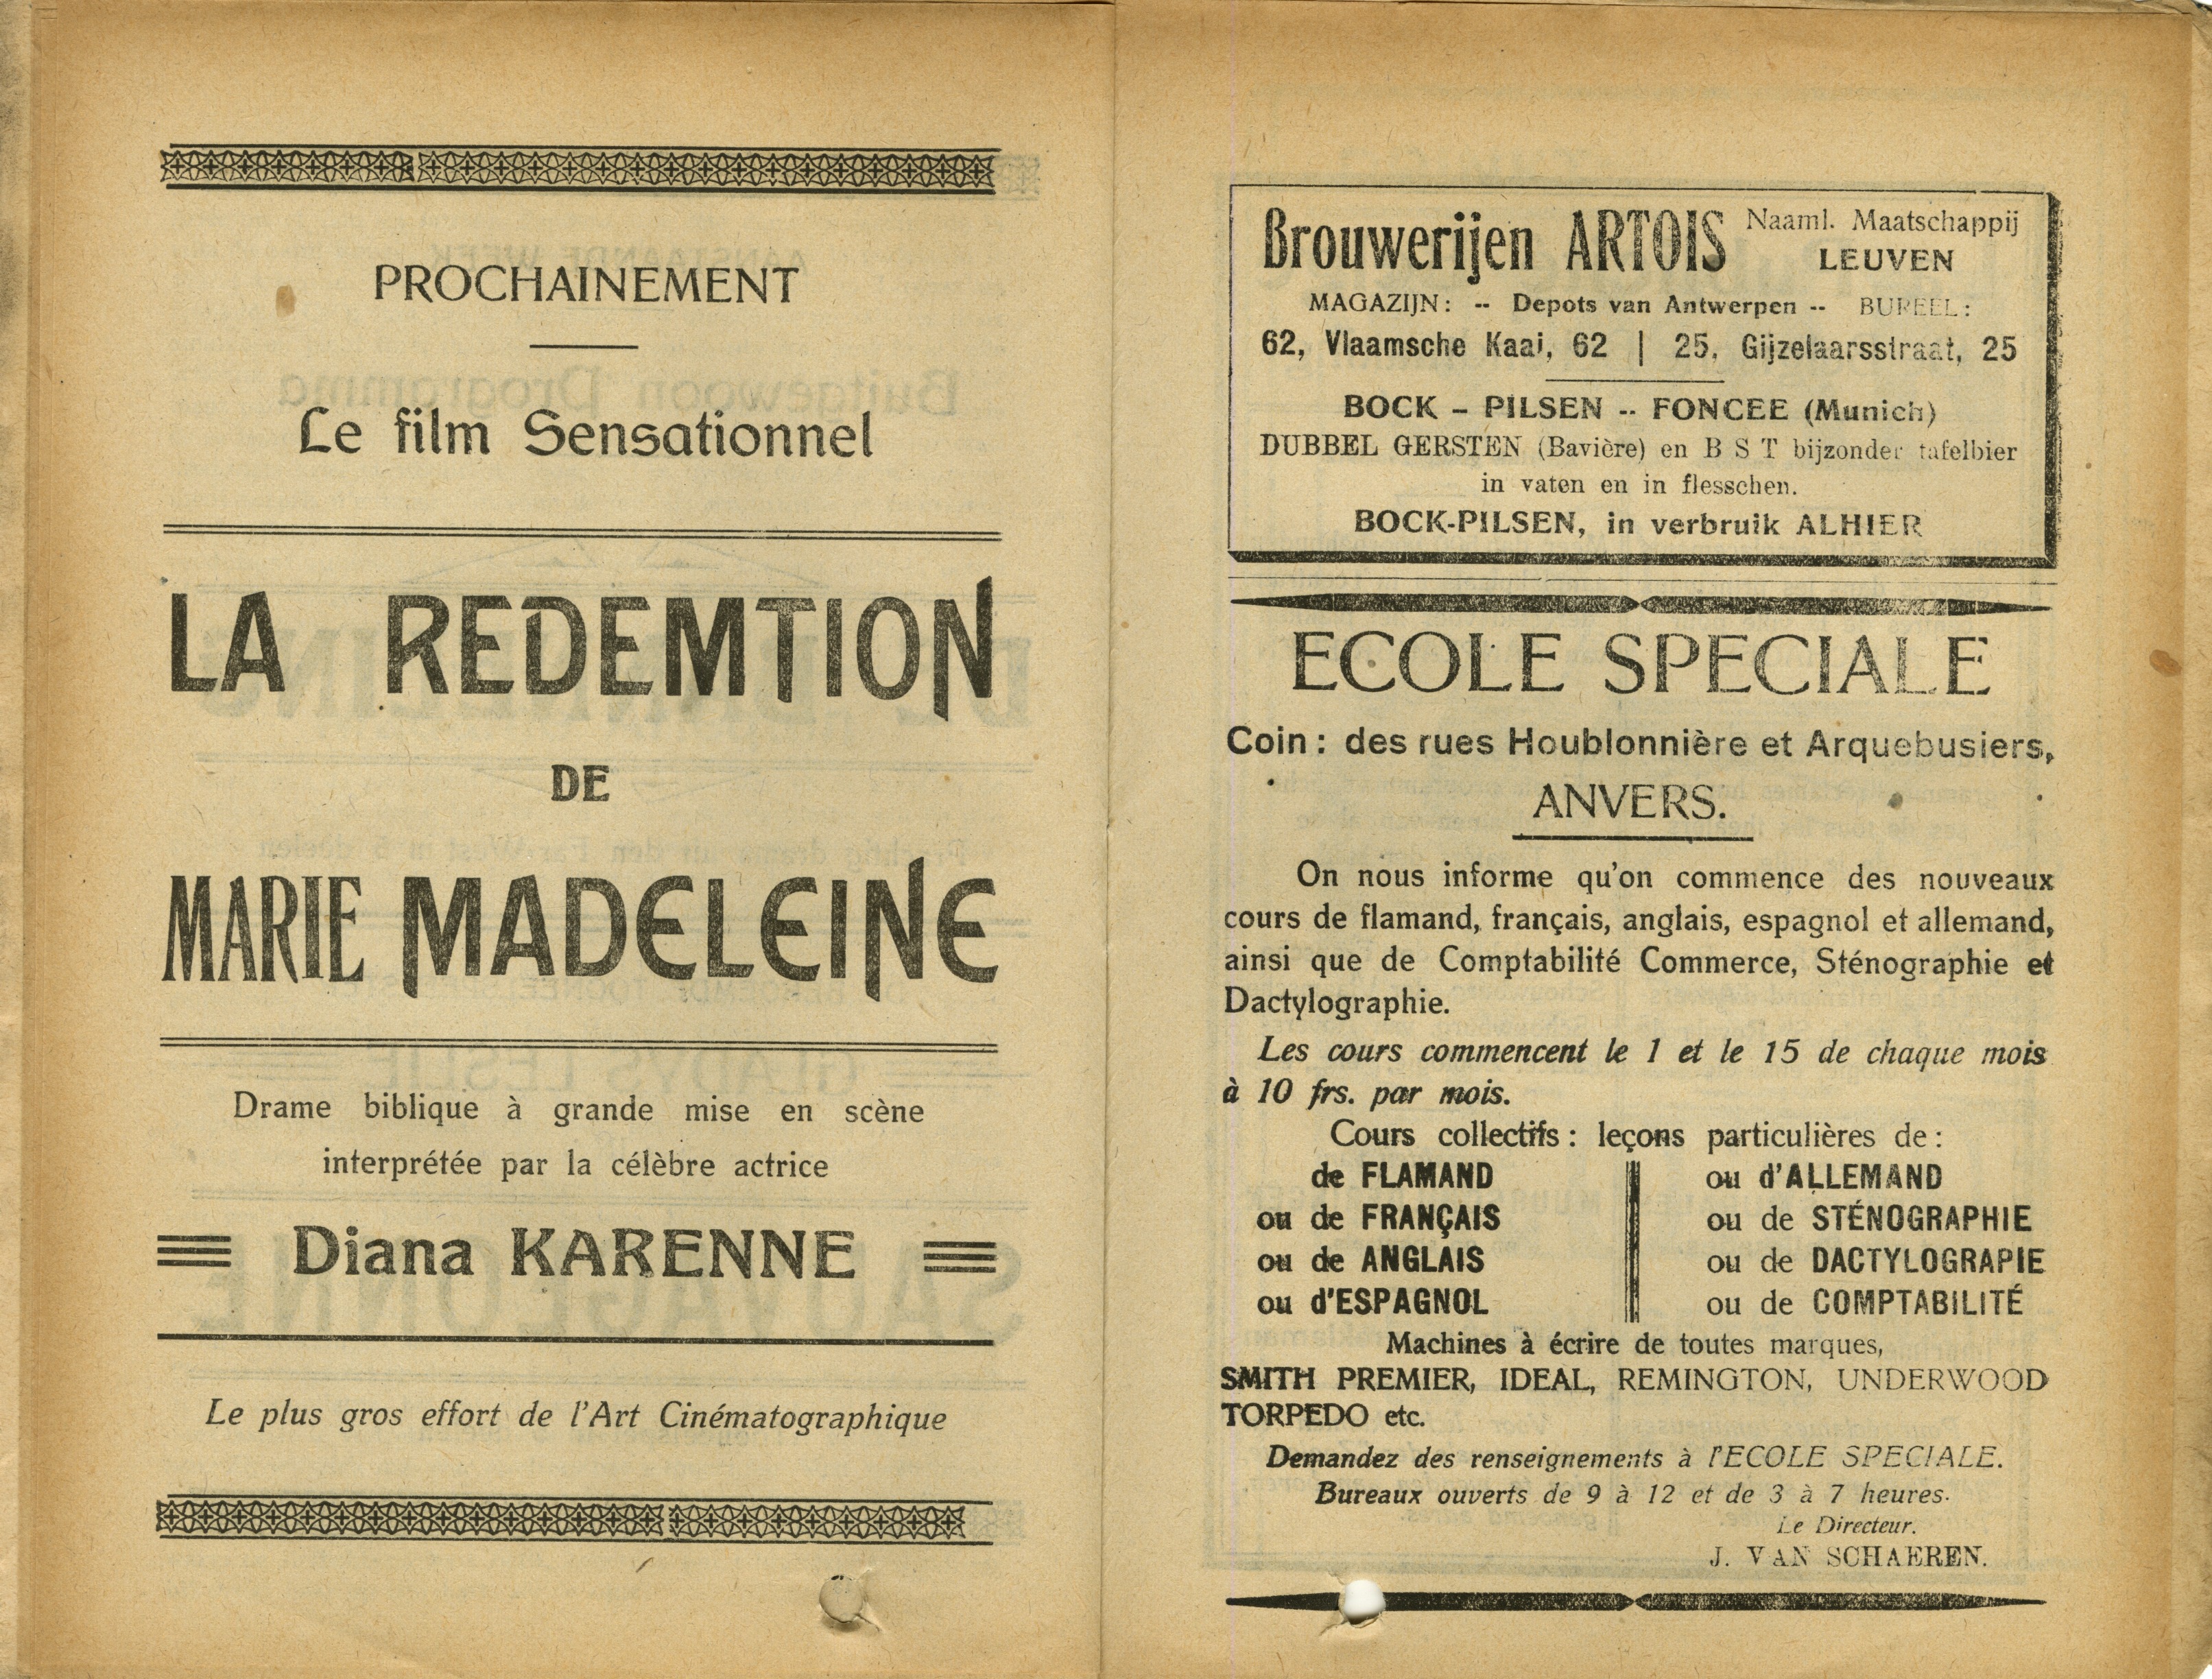 PROCHAINEMENT
Le film Sensationnel
LA REDEMTION
DE
MARIE MADELEINE
Drame biblique à grande mise en scène
interprétée par la célèbre actrice
Diana KARENNE
Le plus gros effort de l'Art Cinématographique
Brouwerijen ARTOIS Naaml. Maatschappij
LEUVEN
MAGAZIJN: -- Depots van Antwerpen -- BUREEL:
62, Vlaamsche Kaai, 62 | 25, Gijzelaarsstraat, 25
BOCK - PILSEN -- FONCEE (Munich)
DUBBEL GERSTEN (Bavière) en B S T bijzonder tafelbier
in vaten en in flesschen.
BOCK-PILSEN, in verbruik ALHIER
ECOLE SPECIALE
Coin: des rues Houblonnière et Arquebusiers,
ANVERS.
On nous informe qu'on commence des nouveaux
cours de flamand, français, anglais, espagnol et allemand,
ainsi que de Comptabilité Commerce, Sténographie et
Dactylographie.
Les cours commencent le 1 et le 15 de chaque mois
à 10 frs. par mois.
Cours collectifs: leçons particulières de:
de FLAMAND ou d'ALLEMAND
ou de FRANÇAIS ou de STÉNOGRAPHIE
ou de ANGLAIS ou de DACTYLOGRAPIE
ou d'ESPAGNOL ou de COMPTABILITÉ
Machines à écrire de toutes marques,
SMITH PREMIER, IDEAL, REMINGTON, UNDERWOOD
TORPEDO etc.
Demandez des renseignements à l'ECOLE SPECIALE.
Bureaux ouverts de 9 à 12 et de 3 à 7 heures.
Le Directeur.
J. VAN SCHAEREN.